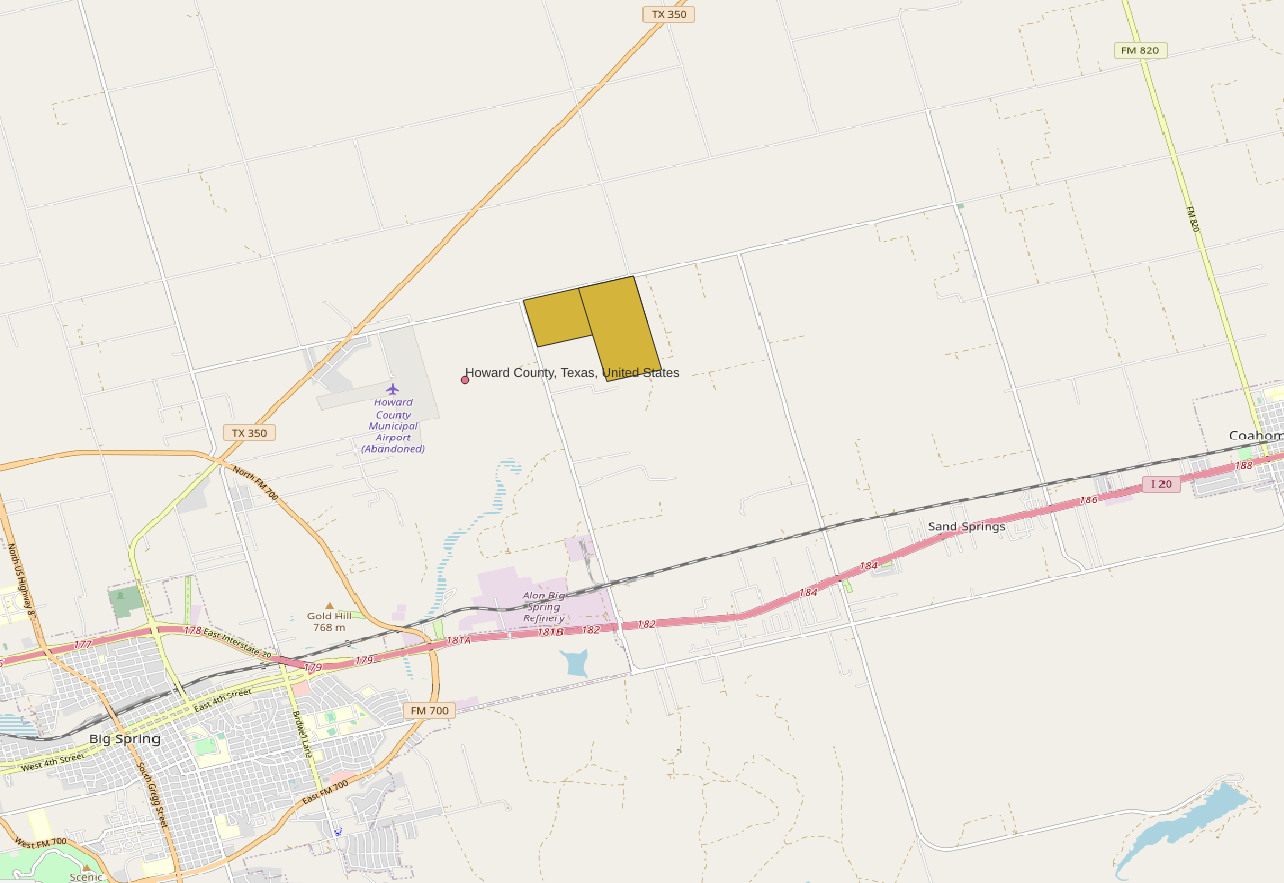 TX 350
FM 820
FM 820
Howard County, Texas, United States
Howard
County
Municipal
Airport
(Abandoned)
TX 350
Coahom
188
North FM 700
I 20
186
Sand Springs
North US Highway 8
184
184
Alon Big
Spring
Refinery
Gold Hill
768 m
178
177
East Interstate 20
181A
181B
182
182
179
179
East 4th Street
FM 700
Birdwell Lane
Big Spring
West 4th Street
South Gregg Street
East FM 700
West FM 700
Scenic